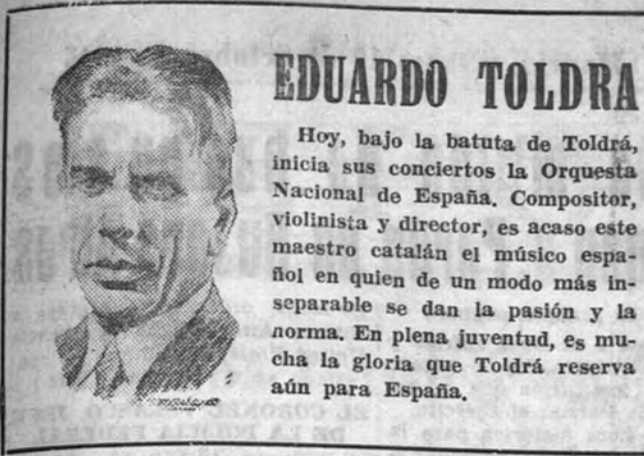 EDUARDO TOLDRA
Hoy, bajo la batuta de Toldrá,
inicia sus conciertos la Orquesta
Nacional de España. Compositor,
violinista y director, es acaso este
maestro catalán el músico espa-
ñol en quien de un modo más in-
separable se dan la pasión y la
norma. En plena juventud, es mu-
cha la gloria que Toldrá reserva
aún para España.